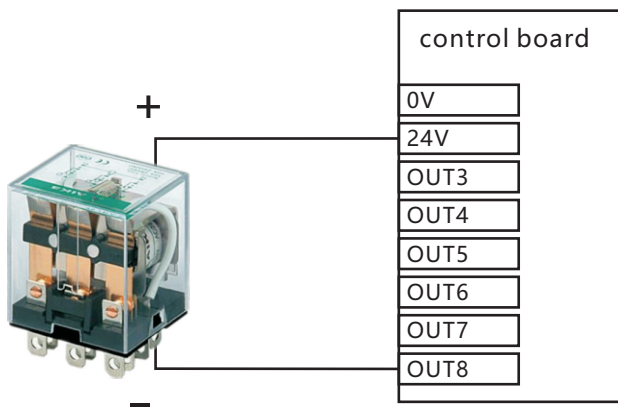 control board
+
0V
24V
OUT3
OUT4
OUT5
OUT6
OUT7
OUT8
-